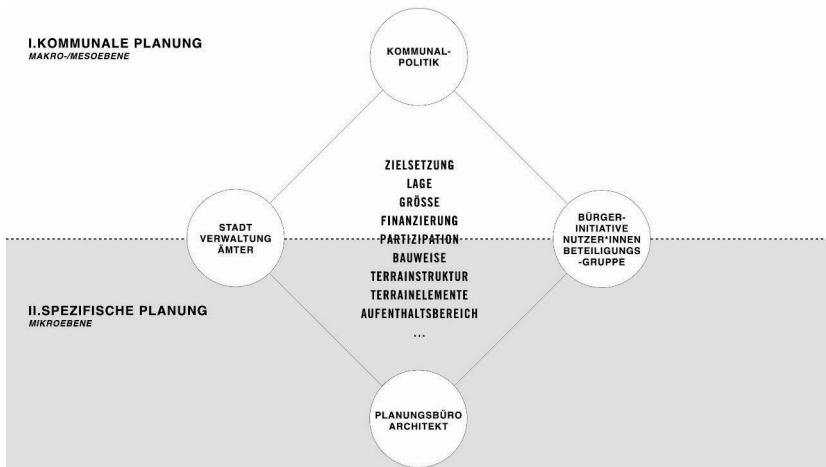 I.KOMMUNALE PLANUNG
MAKRO-/MESOEBENE
KOMMUNAL-
POLITIK
ZIELSETZUNG
LAGE
GRÖSSE
FINANZIERUNG
PARTIZIPATION
BAUWEISE
TERRAINSTRUKTUR
TERRAINELEMENTE
AUFENTHALTSBEREICH
...
STADT
VERWALTUNG
ÄMTER
BÜRGER-
INITIATIVE
NUTZER*INNEN
BETEILIGUNGS
-GRUPPE
II.SPEZIFISCHE PLANUNG
MIKROEBENE
PLANUNGSBÜRO
ARCHITEKT